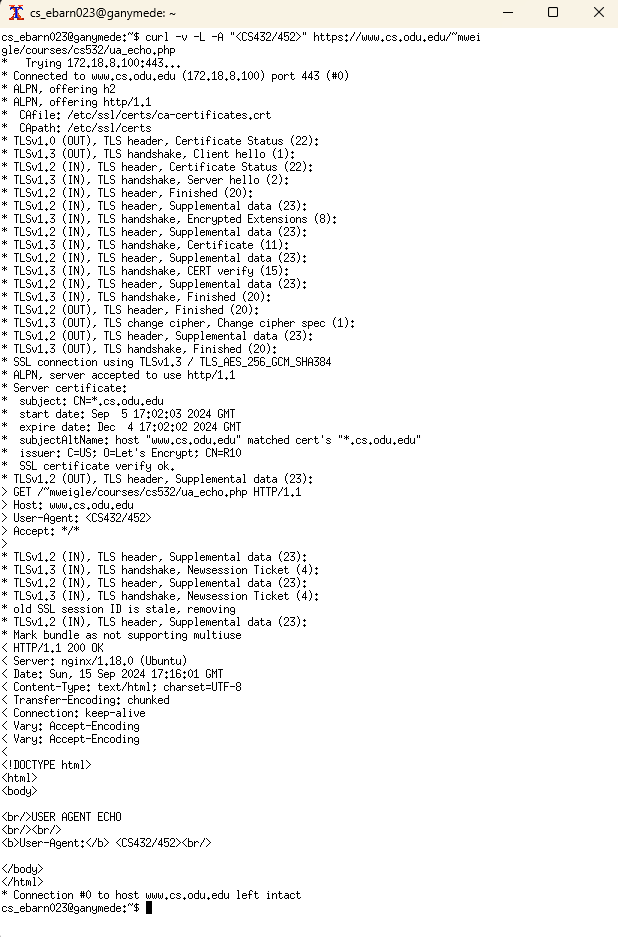 cs_ebarn023@ganymede: ~
cs_ebarn023@ganymede:~$ curl -v -L -A "<CS432/452>" https://www.cs.odu.edu/~mwei
gle/courses/cs532/ua_echo.php
*   Trying 172.18.8.100:443...
* Connected to www.cs.odu.edu (172.18.8.100) port 443 (#0)
* ALPN, offering h2
* ALPN, offering http/1.1
*  CAfile: /etc/ssl/certs/ca-certificates.crt
*  CApath: /etc/ssl/certs
* TLSv1.0 (OUT), TLS header, Certificate Status (22):
* TLSv1.3 (OUT), TLS handshake, Client hello (1):
* TLSv1.2 (IN), TLS header, Certificate Status (22):
* TLSv1.3 (IN), TLS handshake, Server hello (2):
* TLSv1.2 (IN), TLS header, Finished (20):
* TLSv1.2 (IN), TLS header, Supplemental data (23):
* TLSv1.3 (IN), TLS handshake, Encrypted Extensions (8):
* TLSv1.2 (IN), TLS header, Supplemental data (23):
* TLSv1.3 (IN), TLS handshake, Certificate (11):
* TLSv1.2 (IN), TLS header, Supplemental data (23):
* TLSv1.3 (IN), TLS handshake, CERT verify (15):
* TLSv1.2 (IN), TLS header, Supplemental data (23):
* TLSv1.3 (IN), TLS handshake, Finished (20):
* TLSv1.2 (OUT), TLS header, Finished (20):
* TLSv1.3 (OUT), TLS change cipher, Change cipher spec (1):
* TLSv1.2 (OUT), TLS header, Supplemental data (23):
* TLSv1.3 (OUT), TLS handshake, Finished (20):
* SSL connection using TLSv1.3 / TLS_AES_256_GCM_SHA384
* ALPN, server accepted to use http/1.1
* Server certificate:
*  subject: CN=*.cs.odu.edu
*  start date: Sep  5 17:02:03 2024 GMT
*  expire date: Dec  4 17:02:02 2024 GMT
*  subjectAltName: host "www.cs.odu.edu" matched cert's "*.cs.odu.edu"
*  issuer: C=US; O=Let's Encrypt; CN=R10
*  SSL certificate verify ok.
* TLSv1.2 (OUT), TLS header, Supplemental data (23):
> GET /~mweigle/courses/cs532/ua_echo.php HTTP/1.1
> Host: www.cs.odu.edu
> User-Agent: <CS432/452>
> Accept: */*
>
* TLSv1.2 (IN), TLS header, Supplemental data (23):
* TLSv1.3 (IN), TLS handshake, Newsession Ticket (4):
* TLSv1.2 (IN), TLS header, Supplemental data (23):
* TLSv1.3 (IN), TLS handshake, Newsession Ticket (4):
* old SSL session ID is stale, removing
* TLSv1.2 (IN), TLS header, Supplemental data (23):
* Mark bundle as not supporting multiuse
< HTTP/1.1 200 OK
< Server: nginx/1.18.0 (Ubuntu)
< Date: Sun, 15 Sep 2024 17:16:01 GMT
< Content-Type: text/html; charset=UTF-8
< Transfer-Encoding: chunked
< Connection: keep-alive
< Vary: Accept-Encoding
< Vary: Accept-Encoding
<
<!DOCTYPE html>
<html>
<body>
<br/>USER AGENT ECHO
<br/><br/>
<b>User-Agent:</b> <CS432/452><br/>
</body>
</html>
* Connection #0 to host www.cs.odu.edu left intact
cs_ebarn023@ganymede:~$